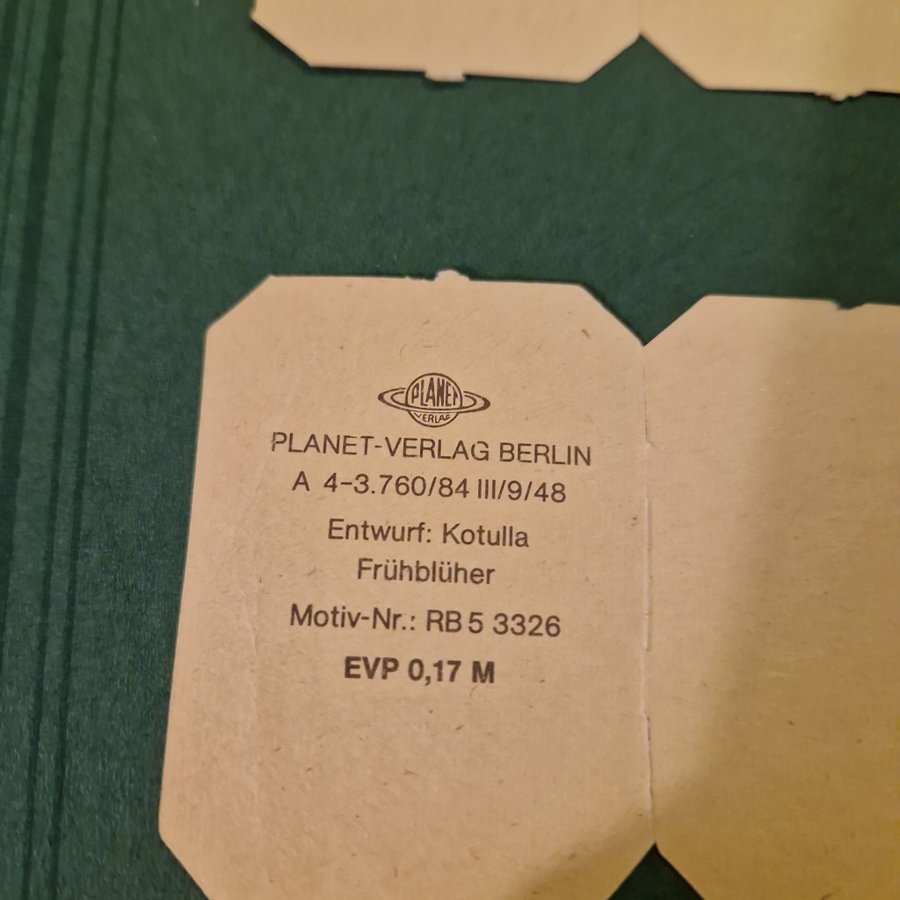 PLANET
VERLAG
PLANET-VERLAG BERLIN
A 4-3.760/84 III/9/48
Entwurf: Kotulla
Frühblüher
Motiv-Nr.: RB 5 3326
EVP 0,17 M